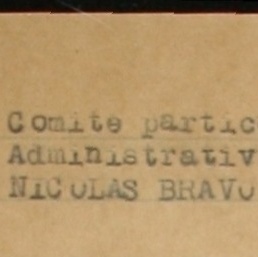 Comite partic
Administrativ
NICOLAS BRAVO